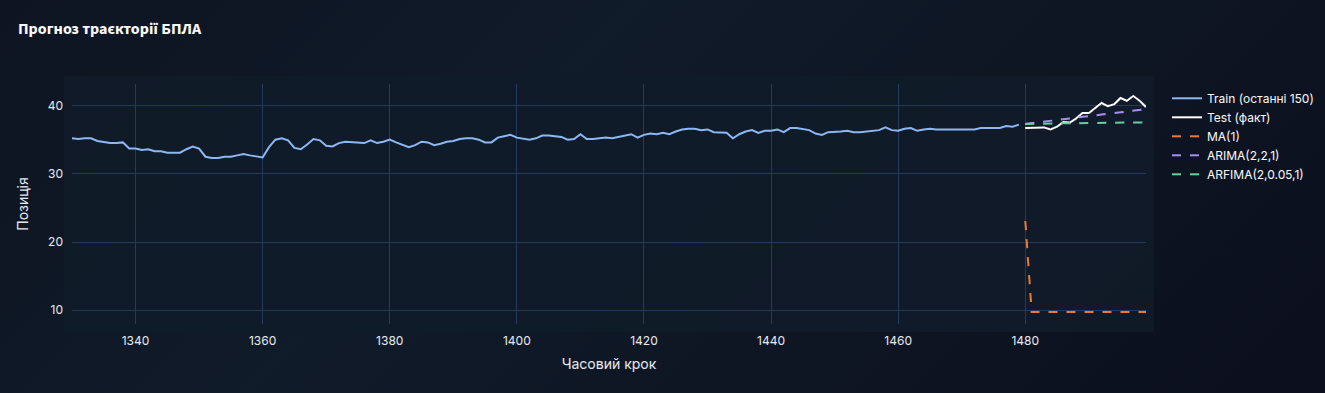 Прогноз траєкторії БПЛА
40
30
20
10
Позиція
1340
1360
1380
1400
1420
1440
1460
1480
Часовий крок
Train (останні 150)
Test (факт)
MA(1)
ARIMA(2,2,1)
ARFIMA(2,0.05,1)